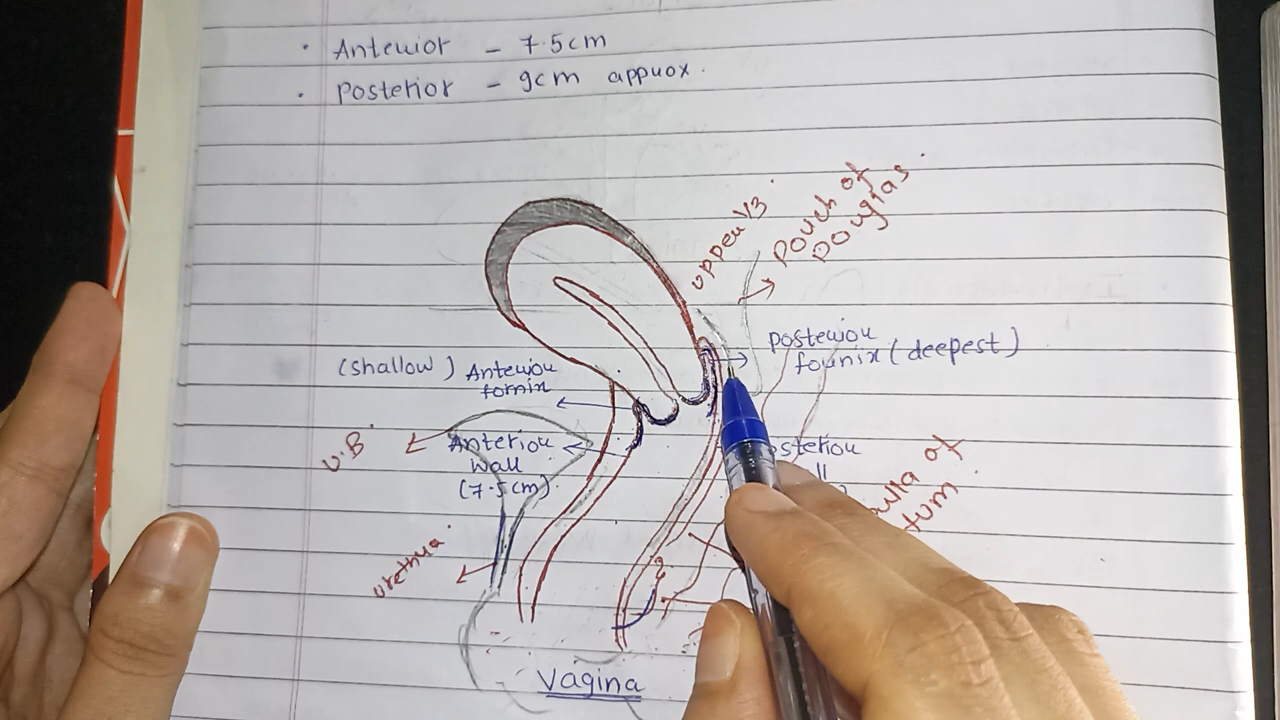 • Anterior - 7.5cm
• Posterior - 9cm approx.
upper 1/3
Pouch of
Douglas
Posterior
fornix (deepest)
(shallow) Anterior
fornix
U.B
Anterior
wall
(7.5cm)
urethra
Vagina